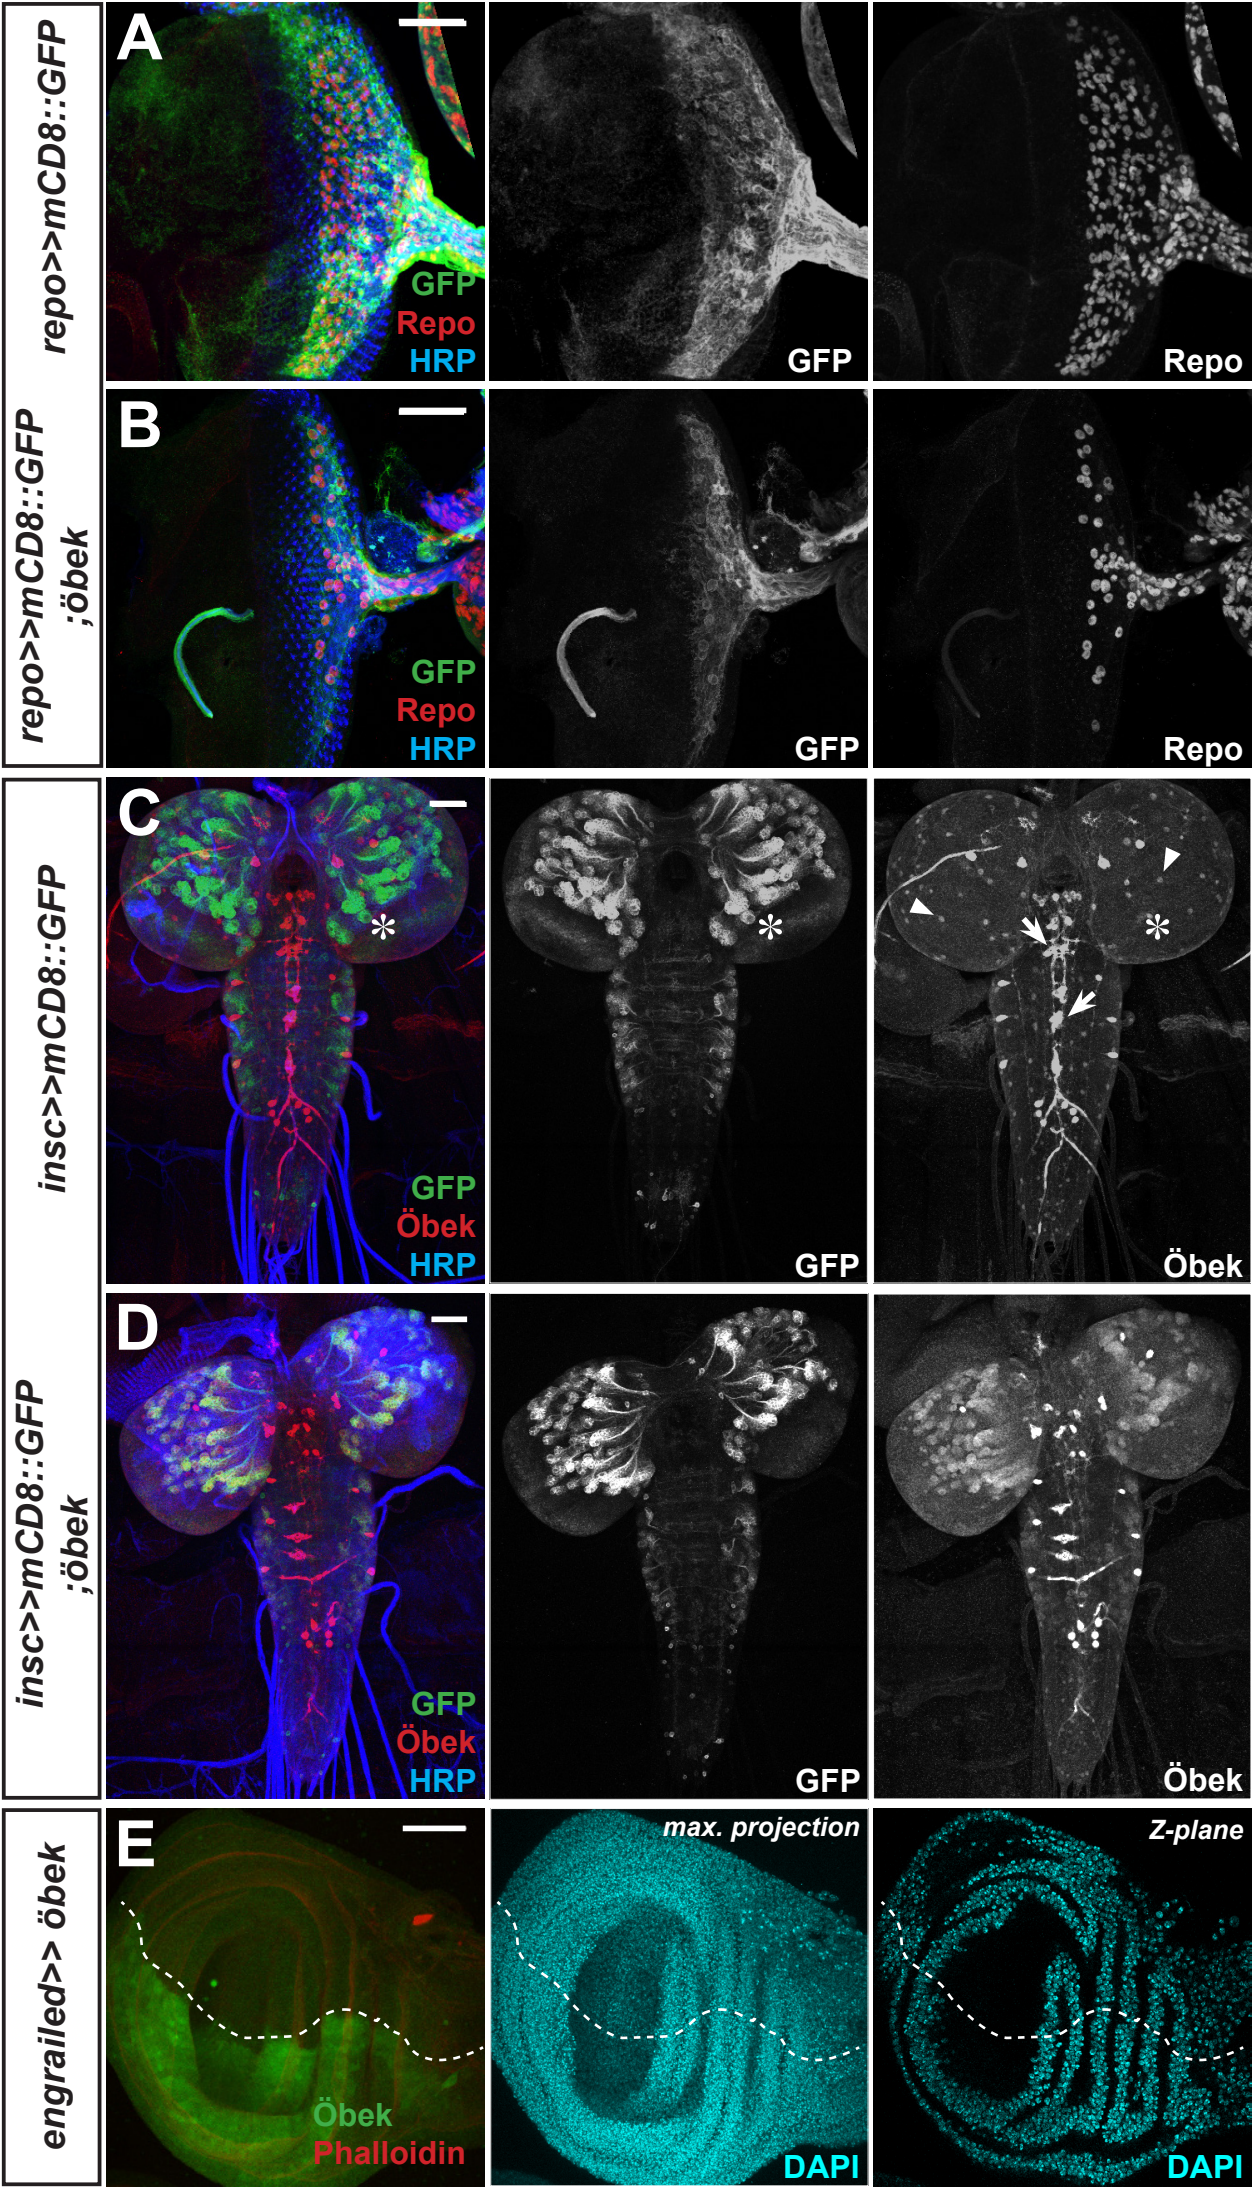 repo>>mCD8::GFP
A
GFP
Repo
HRP
GFP
Repo
repo>>mCD8::GFP
;öbek
B
GFP
Repo
HRP
GFP
Repo
insc>>mCD8::GFP
C
*
*
*
GFP
Öbek
HRP
GFP
Öbek
insc>>mCD8::GFP
;öbek
D
GFP
Öbek
HRP
GFP
Öbek
engrailed>> öbek
E
Öbek
Phalloidin
max. projection
DAPI
Z-plane
DAPI